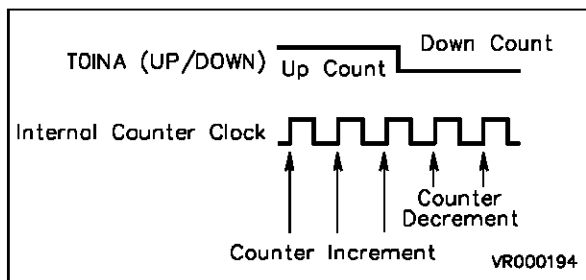 Down Count
TOINA (UP/DOWN)
Up Count
Internal Counter Clock
Counter
Decrement
Counter Increment
VR000194